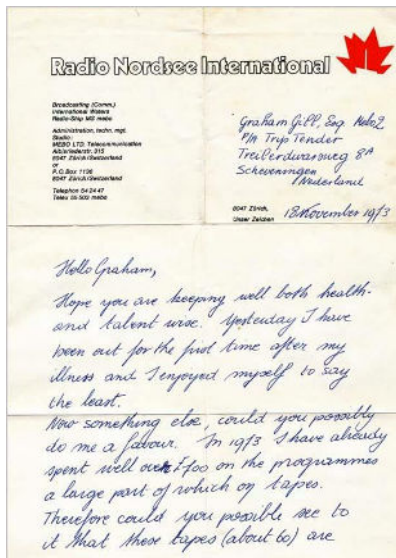 Radio Nordsee International
Broadcasting (Comm.)
International Waters
Radio-Ship MS mebo
Administration, techn. mgt.
Studio:
MEBO LTD. Telecommunication
Albisriederstr. 315
8047 Zürich/Switzerland
or
P.O. Box 1136
8047 Zürich/Switzerland
Telephon 54 24 47
Telex 55 502 mebo
Graham Gill, Esq. Mebo2
P/A Trip Tender
8A
Scheveningen
Nederland
8047 Zürich,
Unser Zeichen 18 November 1973
Hello Graham,
Hope you are keeping well both health-
and talent wise. Yesterday I have
been out for the first time after my
illness and I enjoyed myself to say
the least.
Now something else, could you possibly
do me a favour. In 1973 I have already
spent well over on the programmes
a large part of which on tapes.
Therefore could you possible see to
it that these tapes (about 60) are